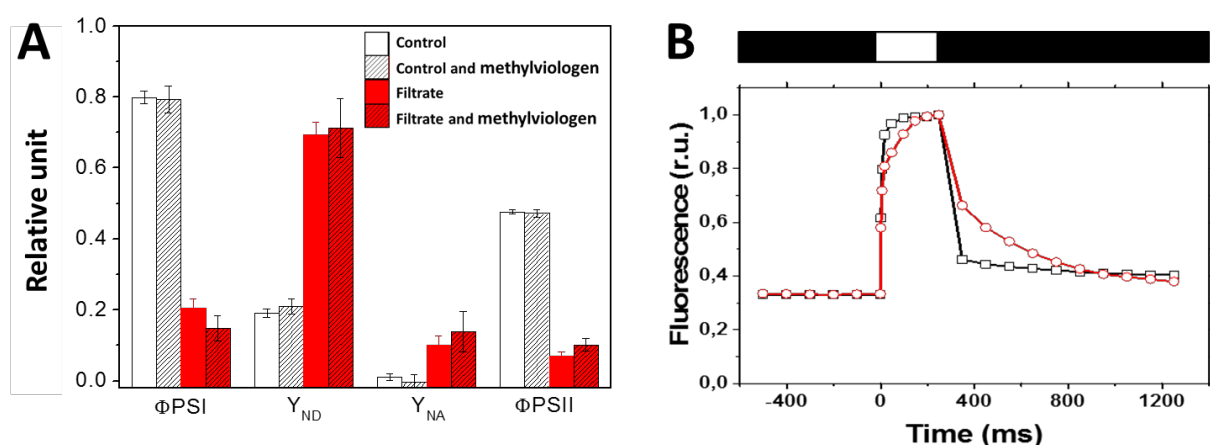 A
Relative unit
1.0
0.8
0.6
0.4
0.2
0.0
Control
Control and methylviologen
Filtrate
Filtrate and methylviologen
ΦPSI
Y_ND
Y_NA
ΦPSII
B
Fluorescence (r.u.)
1,0
0,8
0,6
0,4
0,2
0,0
-400
0
400
800
1200
Time (ms)